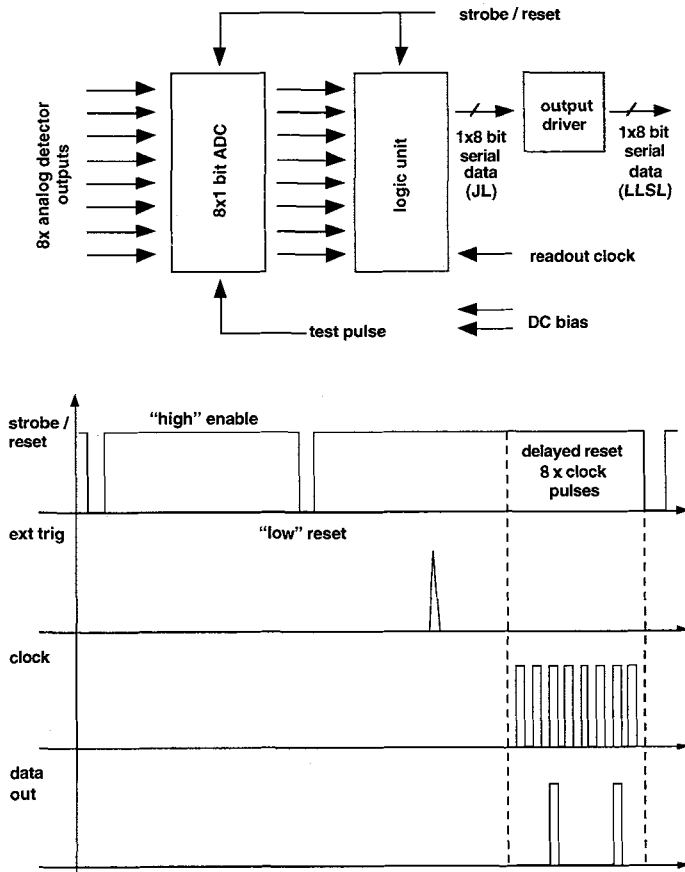 strobe / reset
8x analog detector
outputs
8x1 bit ADC
logic unit
1x8 bit
serial
data
(JL)
output
driver
1x8 bit
serial
data
(LLSL)
readout clock
test pulse
DC bias
strobe /
reset
"high" enable
delayed reset
8 x clock
pulses
ext trig
"low" reset
clock
data
out